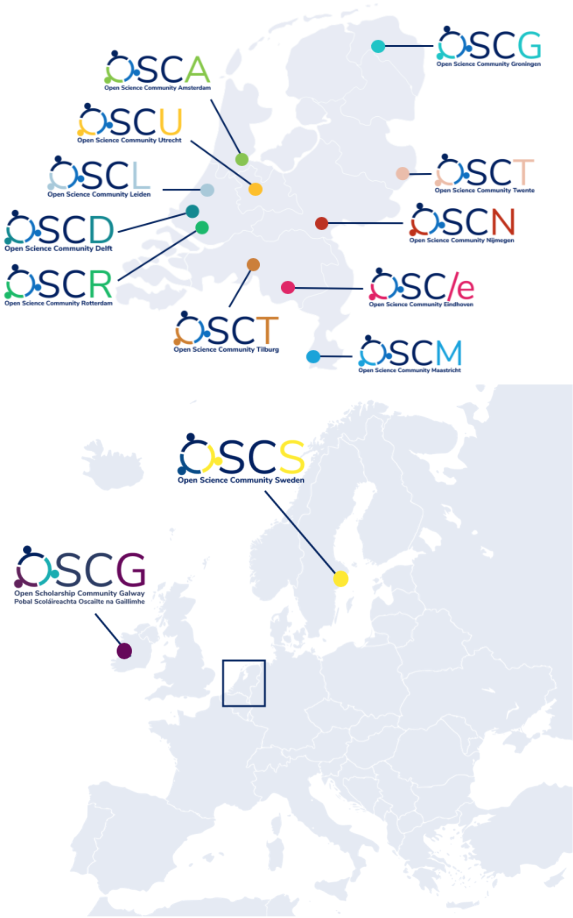 OSCG
Open Science Community Groningen
OSCA
Open Science Community Amsterdam
OSCU
Open Science Community Utrecht
OSCL
Open Science Community Leiden
OSCT
Open Science Community Twente
OSCD
Open Science Community Delft
OSCN
Open Science Community Nijmegen
OSCR
Open Science Community Rotterdam
OSC/e
Open Science Community Eindhoven
OSCT
Open Science Community Tilburg
OSCM
Open Science Community Maastricht
OSCS
Open Science Community Sweden
OSCG
Open Scholarship Community Galway
Pobal Scoláireachta Oscailte na Gaillimhe